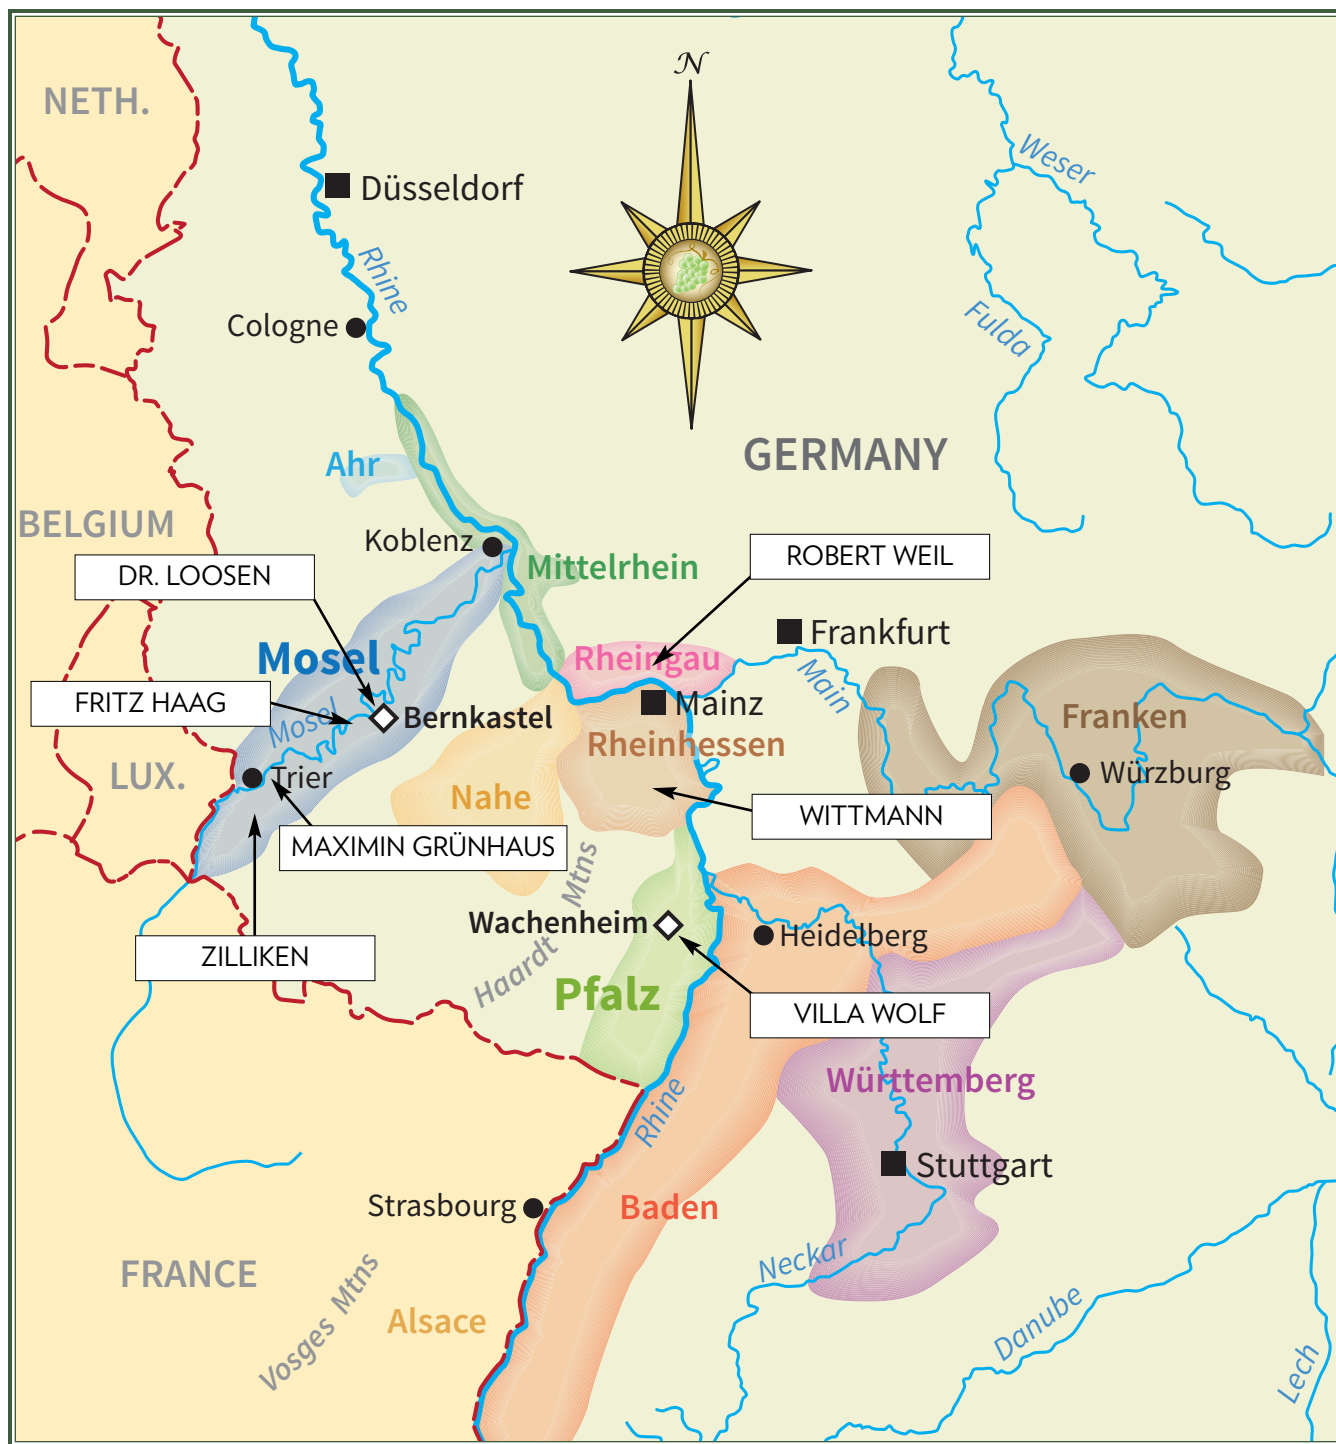 N
NETH.
Weser
Düsseldorf
Rhine
Cologne
Fulda
GERMANY
Ahr
BELGIUM
Koblenz
ROBERT WEIL
Mittelrhein
DR. LOOSEN
Frankfurt
Mosel
Rheingau
Main
FRITZ HAAG
Mosel
Bernkastel
Mainz
Franken
Rheinhessen
LUX.
Trier
Würzburg
Nahe
WITTMANN
MAXIMIN GRÜNHAUS
Haardt Mtns
Wachenheim
Heidelberg
ZILLIKEN
Pfalz
VILLA WOLF
Württemberg
Rhine
Stuttgart
Strasbourg
Baden
Neckar
FRANCE
Vosges Mtns
Alsace
Danube
Lech